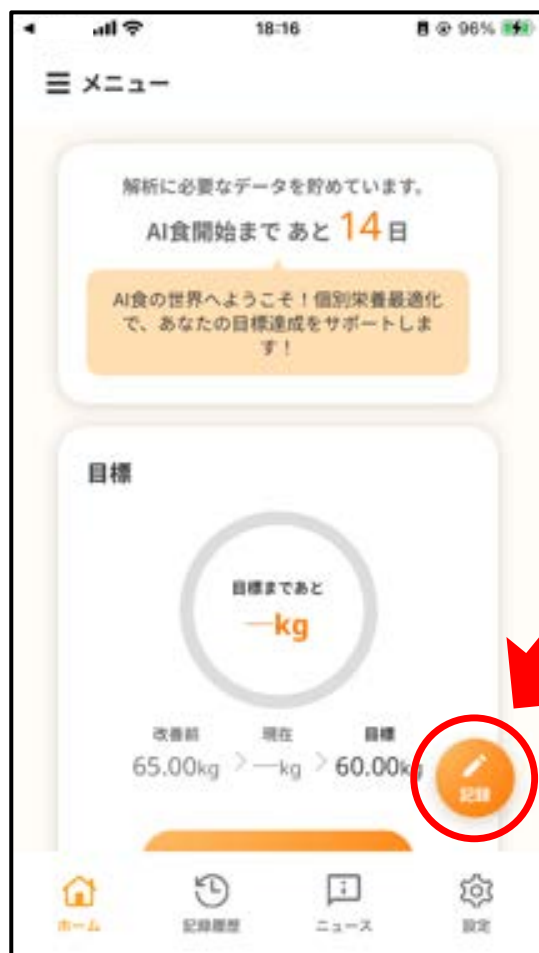 18:16
96%
メニュー
解析に必要なデータを貯めています。
AI食開始まで あと 14 日
AI食の世界へようこそ！個別栄養最適化
で、あなたの目標達成をサポートしま
す！
目標
目標まであと
—kg
改善前 現在 目標
65.00kg > —kg > 60.00kg
記録
ホーム 記録履歴 ニュース 設定